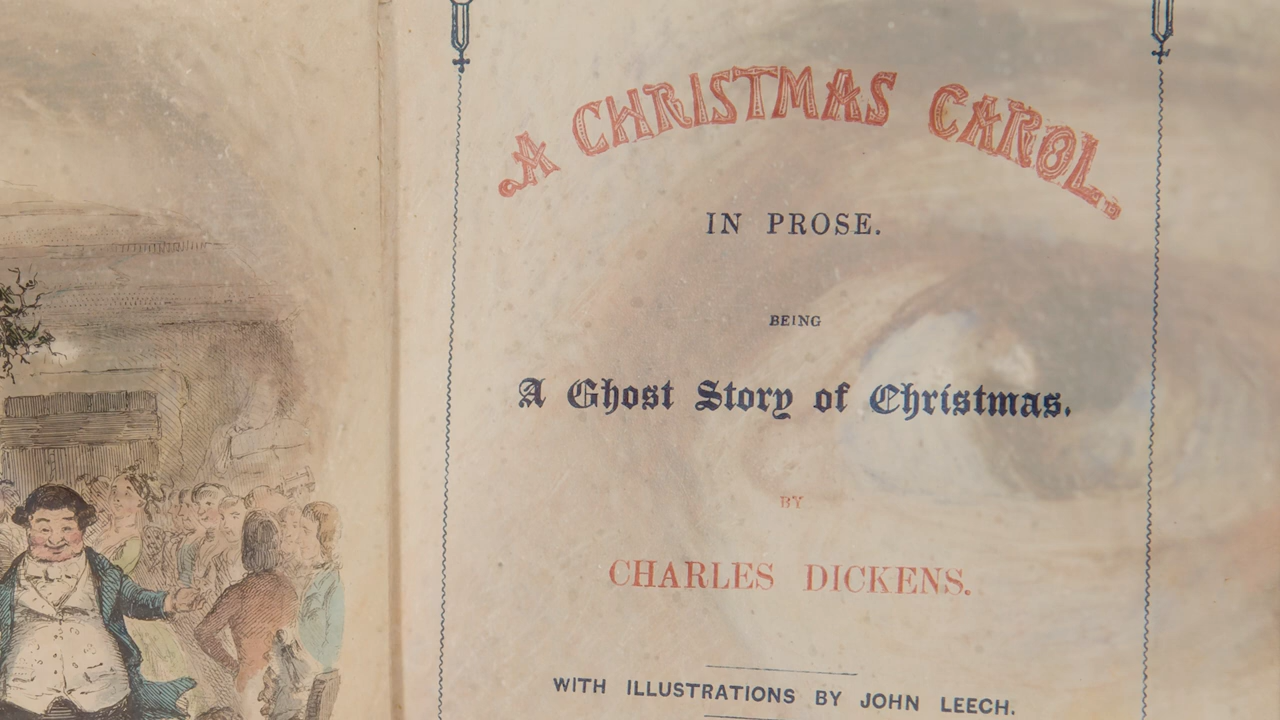 A CHRISTMAS CAROL.
IN PROSE.
BEING
A Ghost Story of Christmas.
BY
CHARLES DICKENS.
WITH ILLUSTRATIONS BY JOHN LEECH.